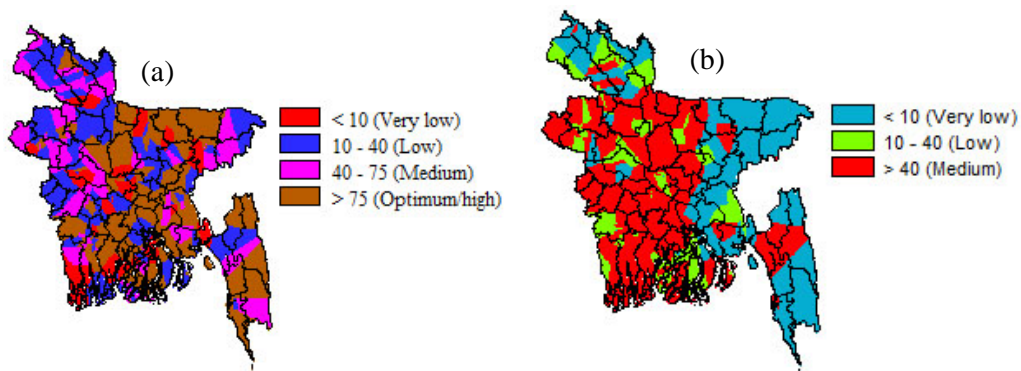 (a)
< 10 (Very low)
10 - 40 (Low)
40 - 75 (Medium)
> 75 (Optimum/high)
(b)
< 10 (Very low)
10 - 40 (Low)
> 40 (Medium)